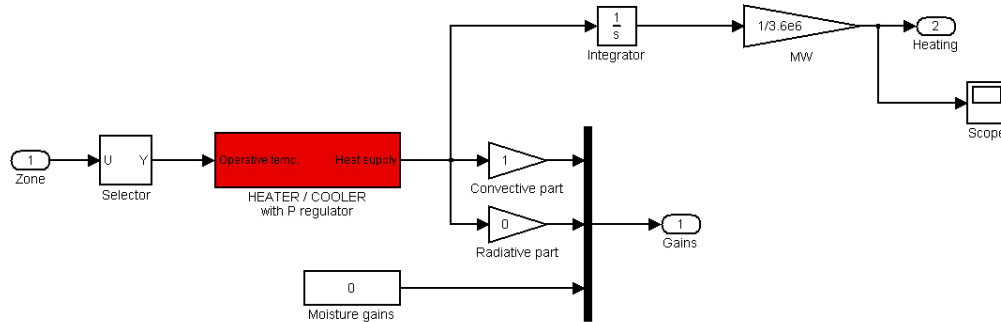 1
s
Integrator
1/3.6e6
MW
2
Heating
Scope
1
Zone
U
Y
Selector
Operative temp.
Heat supply
HEATER / COOLER
with P regulator
1
Convective part
0
Radiative part
1
Gains
0
Moisture gains